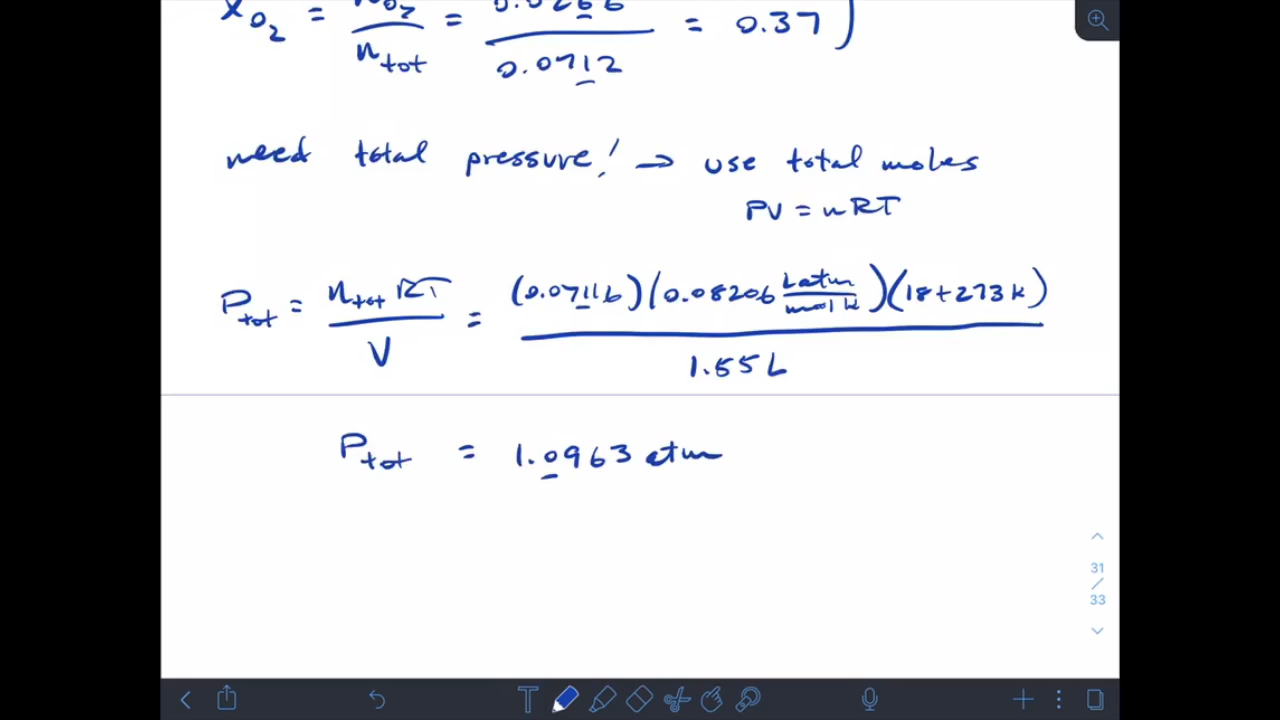 X_O2 = n_O2 / n_tot = 0.0266 / 0.0712 = 0.37 )
need total pressure! → use total moles
PV = nRT
P_tot = n_tot RT / V = (0.07116)(0.08206 L atm / mol K)(18+273 K) / 1.55 L
P_tot = 1.0963 atm
31
/
33
T